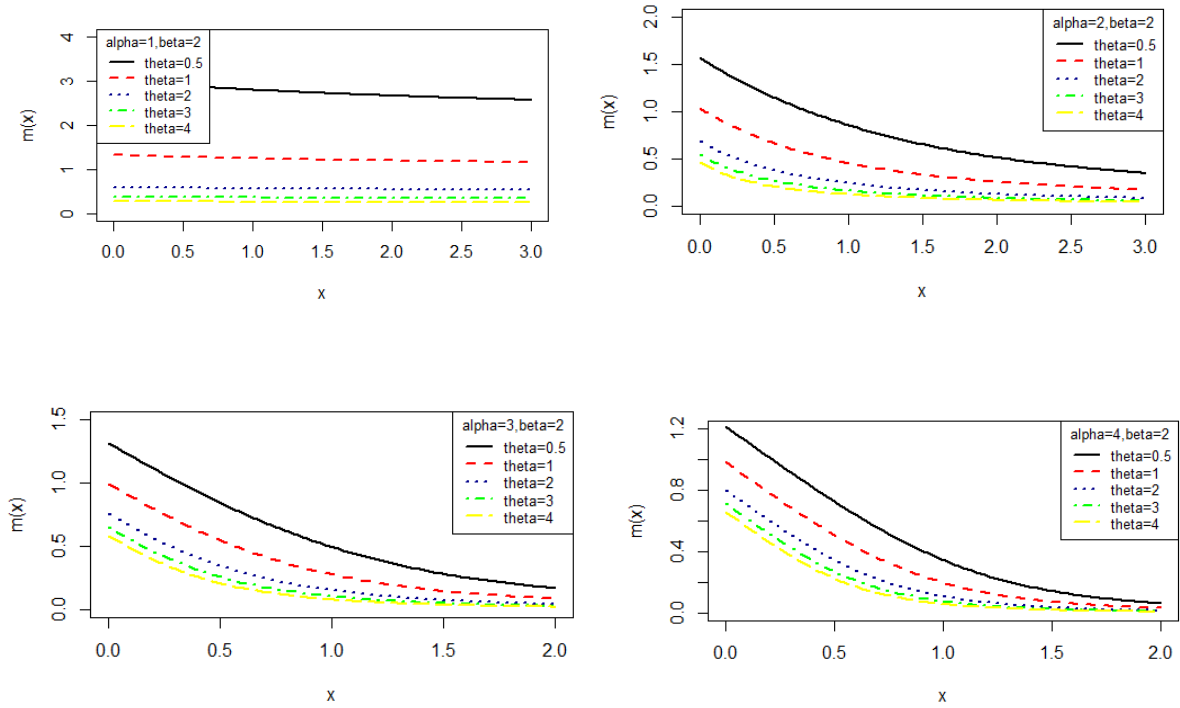 alpha=1,beta=2
theta=0.5
theta=1
theta=2
theta=3
theta=4
m(x)
4
3
2
1
0
0.0 0.5 1.0 1.5 2.0 2.5 3.0
x
alpha=2,beta=2
theta=0.5
theta=1
theta=2
theta=3
theta=4
m(x)
2.0
1.5
1.0
0.5
0.0
0.0 0.5 1.0 1.5 2.0 2.5 3.0
x
alpha=3,beta=2
theta=0.5
theta=1
theta=2
theta=3
theta=4
m(x)
1.5
1.0
0.5
0.0
0.0 0.5 1.0 1.5 2.0
x
alpha=4,beta=2
theta=0.5
theta=1
theta=2
theta=3
theta=4
m(x)
1.2
0.8
0.4
0.0
0.0 0.5 1.0 1.5 2.0
x